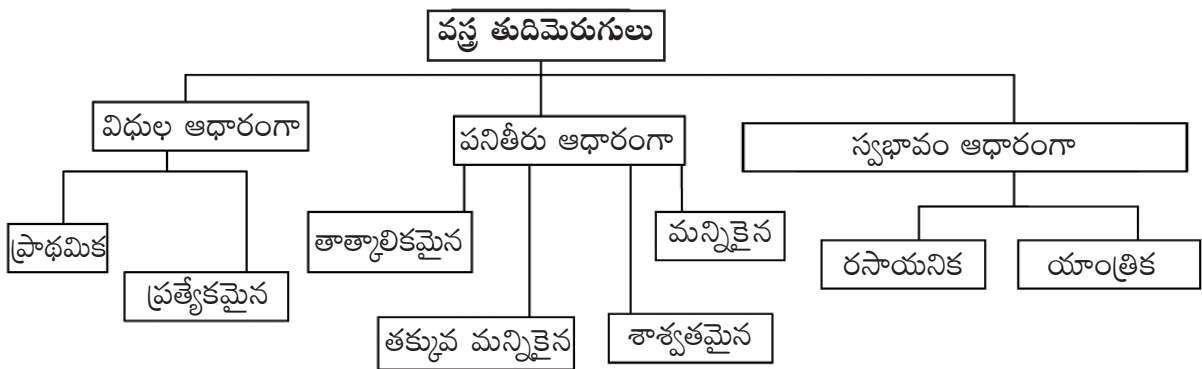 వస్త్ర తుదిమెరుగులు
విధుల ఆధారంగా
పనితీరు ఆధారంగా
స్వభావం ఆధారంగా
ప్రాథమిక
ప్రత్యేకమైన
తాత్కాలికమైన
తక్కువ మన్నికైన
శాశ్వతమైన
మన్నికైన
రసాయనిక
యాంత్రిక